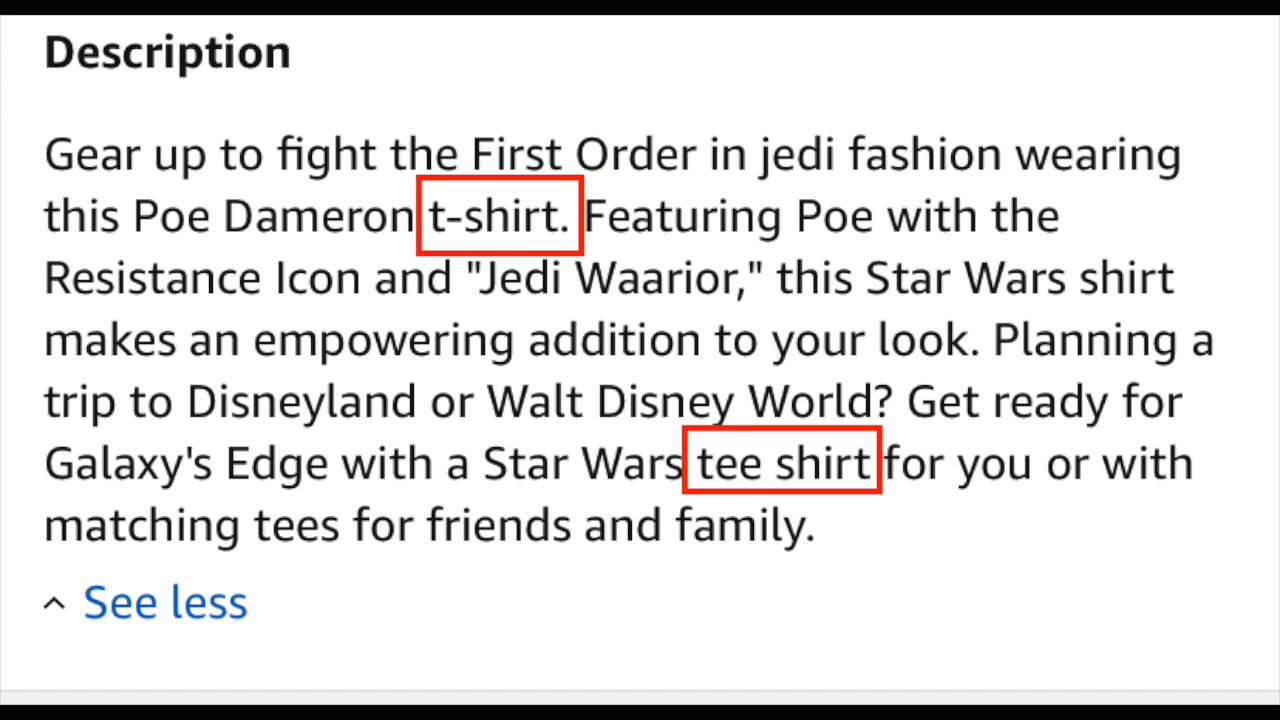 Description
Gear up to fight the First Order in jedi fashion wearing
this Poe Dameron t-shirt. Featuring Poe with the
Resistance Icon and "Jedi Waarior," this Star Wars shirt
makes an empowering addition to your look. Planning a
trip to Disneyland or Walt Disney World? Get ready for
Galaxy's Edge with a Star Wars tee shirt for you or with
matching tees for friends and family.
See less